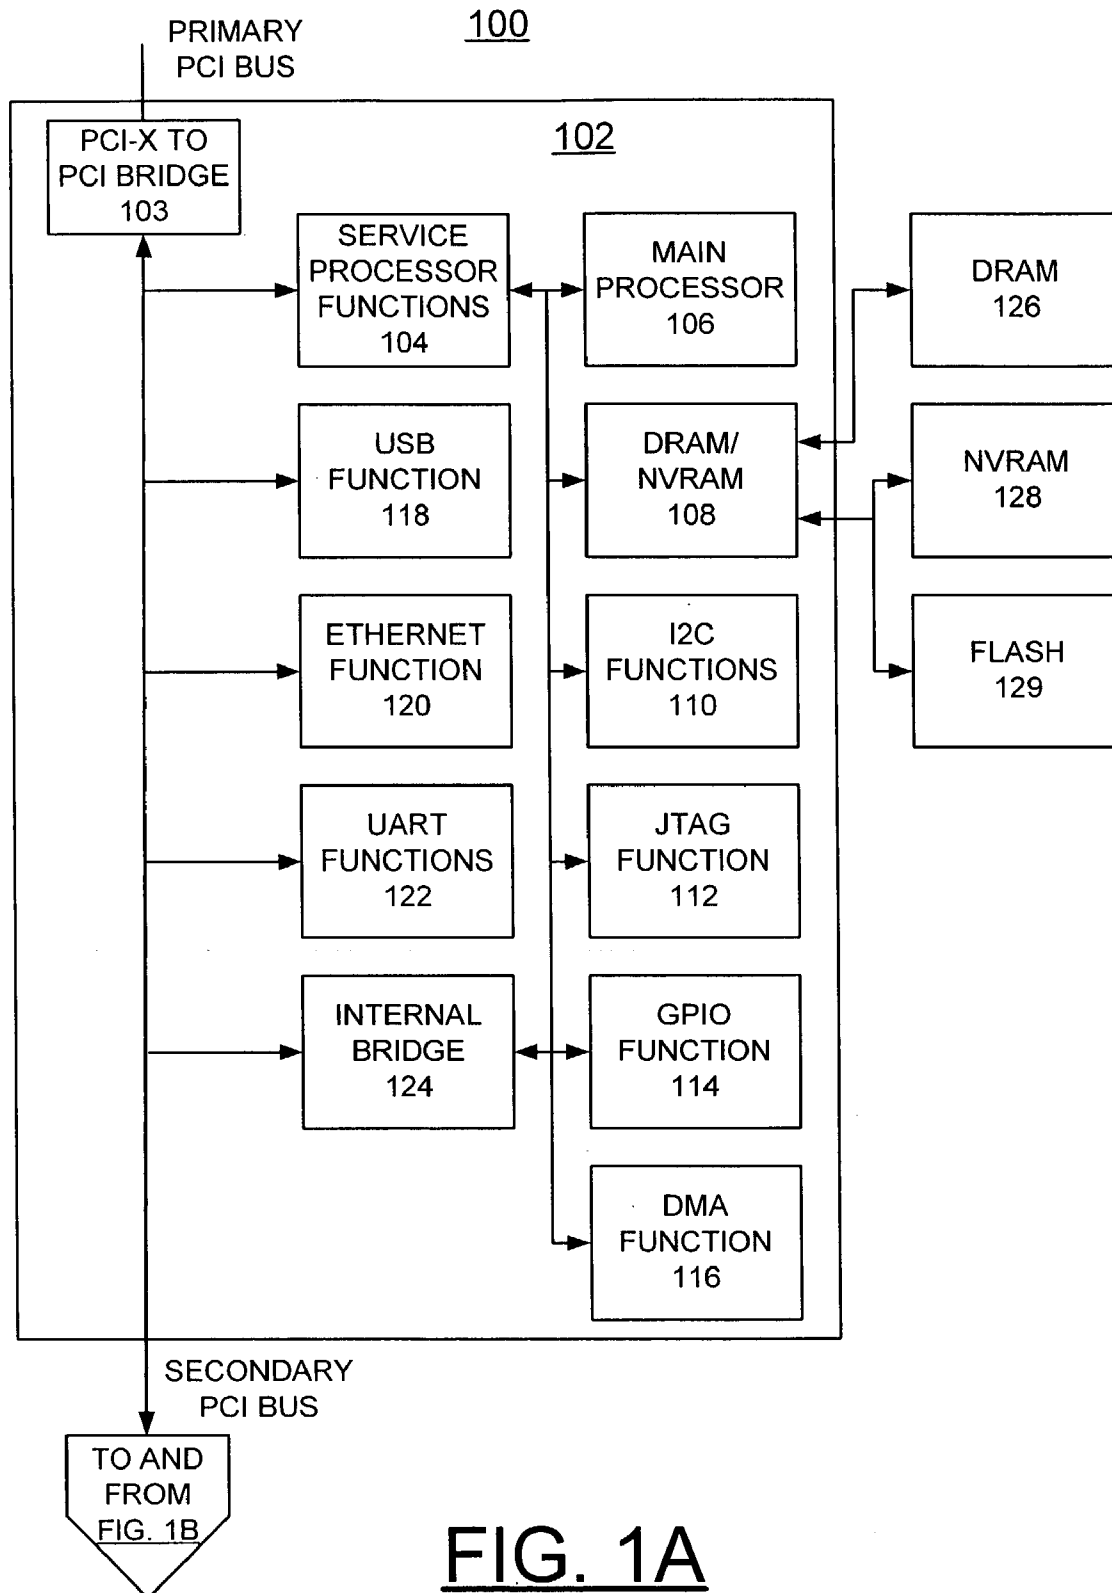 100
PRIMARY
PCI BUS
102
PCI-X TO
PCI BRIDGE
103
SERVICE
PROCESSOR
FUNCTIONS
104
MAIN
PROCESSOR
106
DRAM
126
USB
FUNCTION
118
DRAM/
NVRAM
108
NVRAM
128
ETHERNET
FUNCTION
120
I2C
FUNCTIONS
110
FLASH
129
UART
FUNCTIONS
122
JTAG
FUNCTION
112
INTERNAL
BRIDGE
124
GPIO
FUNCTION
114
DMA
FUNCTION
116
SECONDARY
PCI BUS
TO AND
FROM
FIG. 1B
FIG. 1A